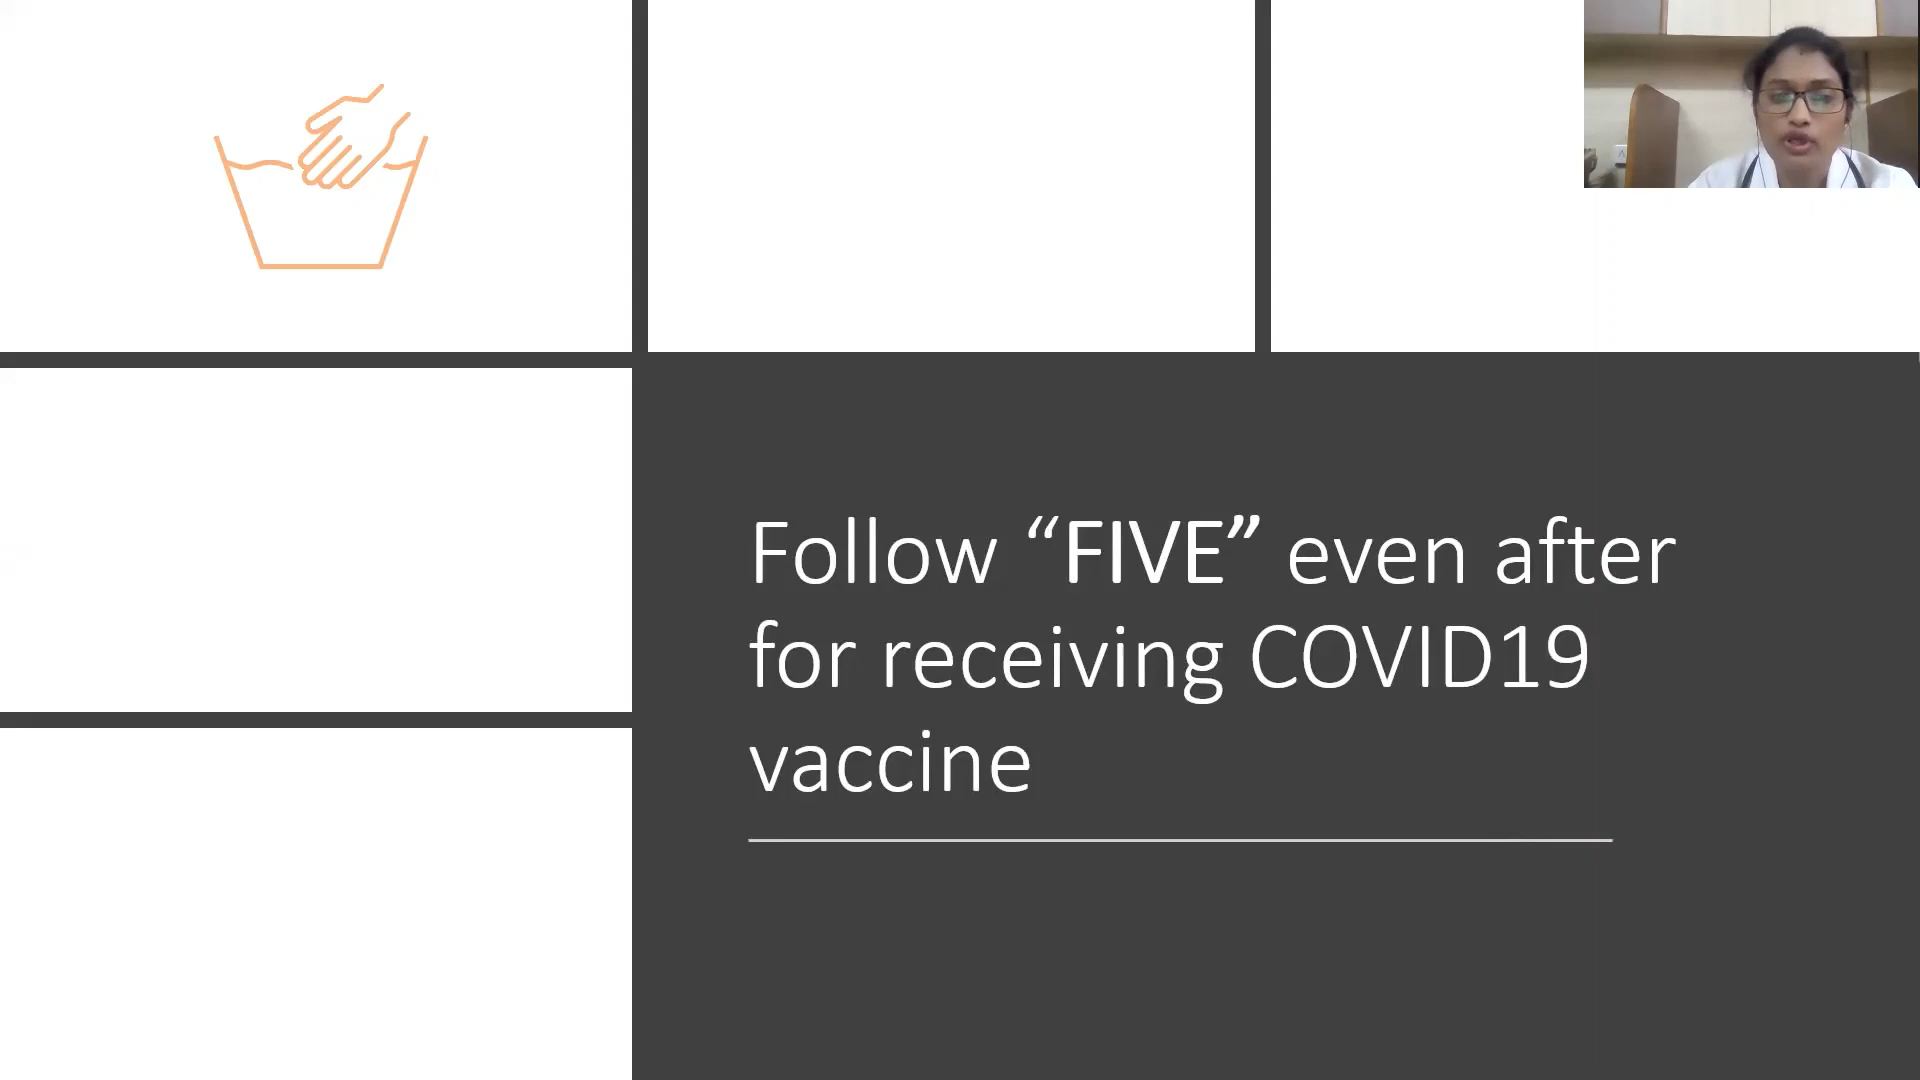 Follow “FIVE” even after
for receiving COVID19
vaccine